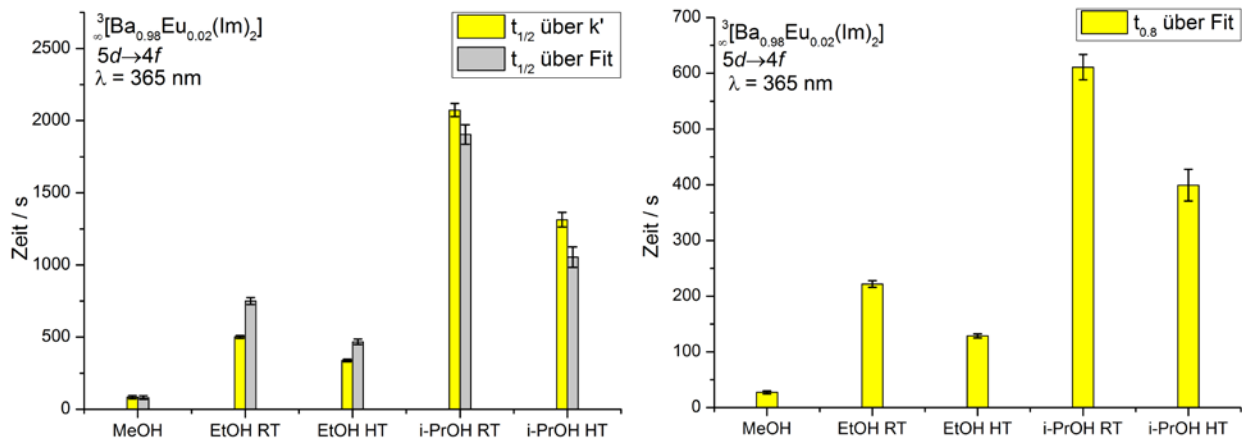 ³∞[Ba₀.₉₈Eu₀.₀₂(Im)₂]
5d→4f
λ = 365 nm
t₁/₂ über k'
t₁/₂ über Fit
Zeit / s
2500
2000
1500
1000
500
0
MeOH EtOH RT EtOH HT i-PrOH RT i-PrOH HT
³∞[Ba₀.₉₈Eu₀.₀₂(Im)₂]
5d→4f
λ = 365 nm
t₀.₈ über Fit
Zeit / s
700
600
500
400
300
200
100
0
MeOH EtOH RT EtOH HT i-PrOH RT i-PrOH HT